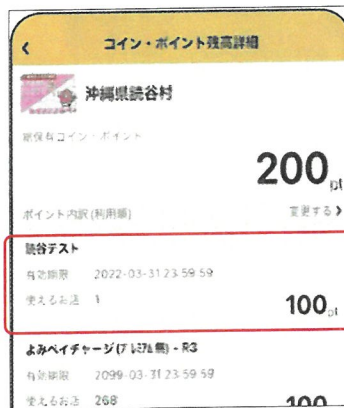 コイン・ポイント残高詳細
沖縄県読谷村
総保有コイン・ポイント
200pt
ポイント内訳(利用順)
変更する
読谷テスト
有効期限 2022-03-31 23:59:59
使えるお店 1
100pt
よみペイチャージ(プレミアム無) - R3
有効期限 2099-03-31 23:59:59
使えるお店 268
100